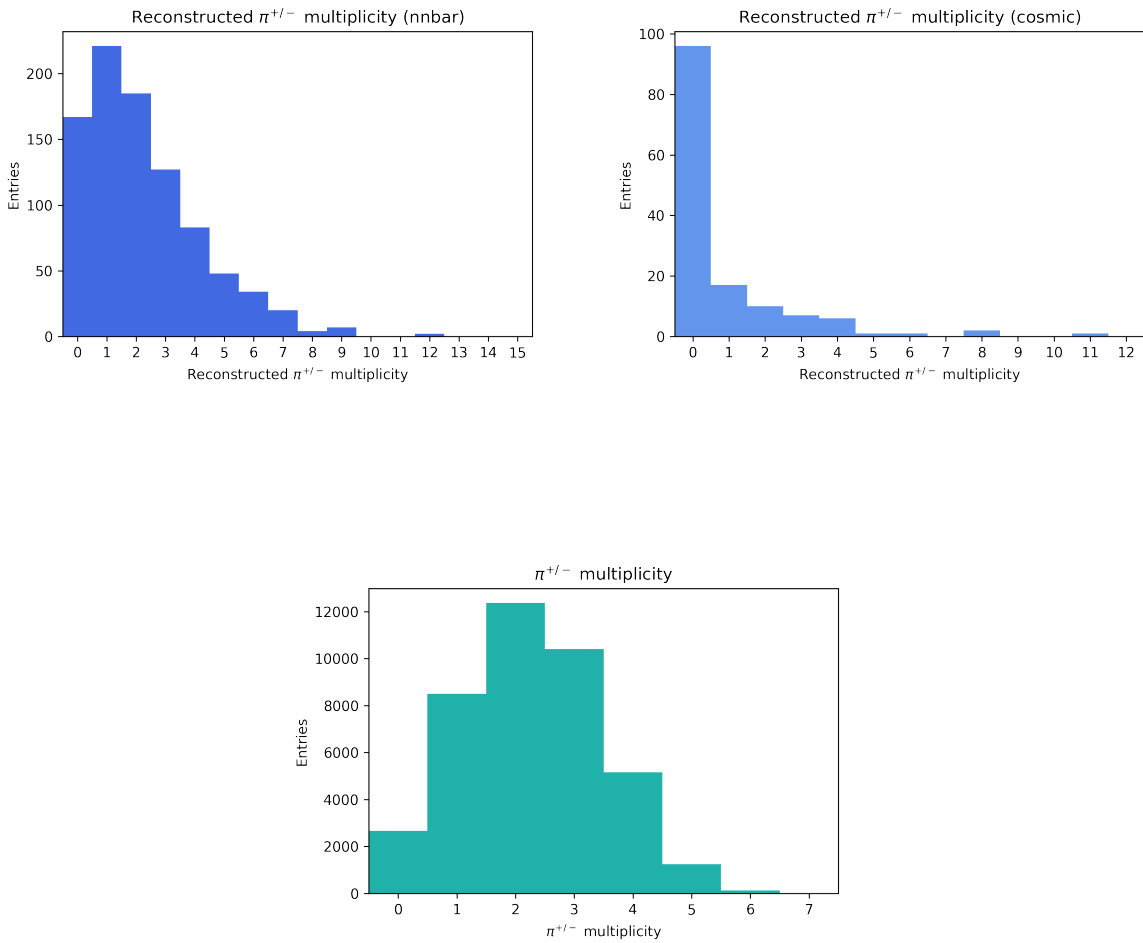 Reconstructed π+/− multiplicity (nnbar)
200
150
100
50
0
Entries
0 1 2 3 4 5 6 7 8 9 10 11 12 13 14 15
Reconstructed π+/− multiplicity
Reconstructed π+/− multiplicity (cosmic)
100
80
60
40
20
0
Entries
0 1 2 3 4 5 6 7 8 9 10 11 12
Reconstructed π+/− multiplicity
π+/− multiplicity
12000
10000
8000
6000
4000
2000
0
Entries
0 1 2 3 4 5 6 7
π+/− multiplicity